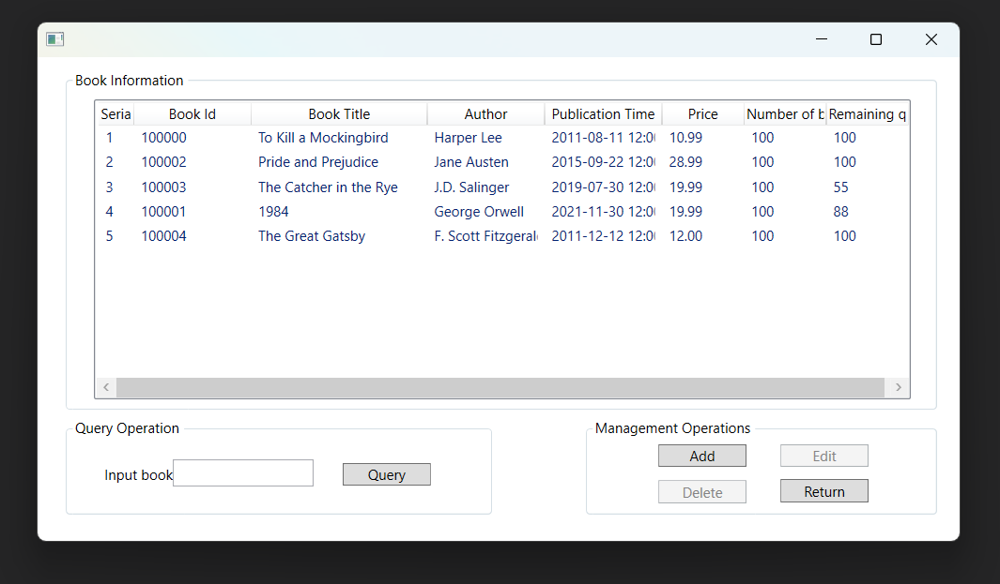 Book Information
Seria Book Id Book Title Author Publication Time Price Number of b Remaining q
1 100000 To Kill a Mockingbird Harper Lee 2011-08-11 12:00 10.99 100 100
2 100002 Pride and Prejudice Jane Austen 2015-09-22 12:00 28.99 100 100
3 100003 The Catcher in the Rye J.D. Salinger 2019-07-30 12:00 19.99 100 55
4 100001 1984 George Orwell 2021-11-30 12:00 19.99 100 88
5 100004 The Great Gatsby F. Scott Fitzgeral 2011-12-12 12:00 12.00 100 100
Query Operation
Input book
Query
Management Operations
Add Edit
Delete Return